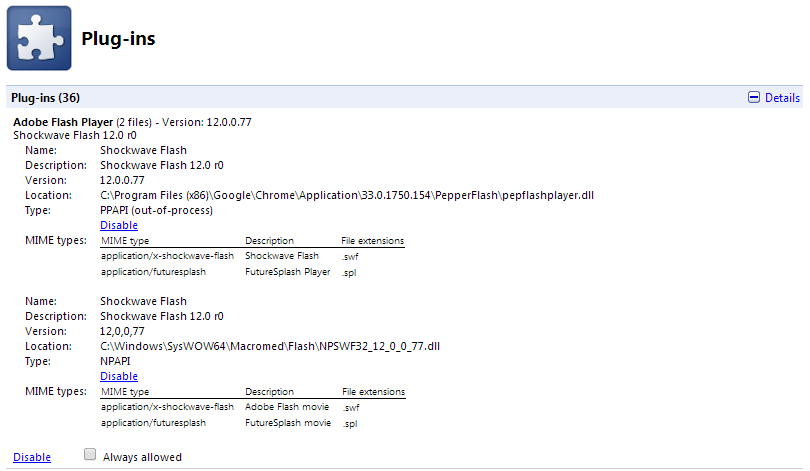 Plug-ins
Plug-ins (36) Details
Adobe Flash Player (2 files) - Version: 12.0.0.77
Shockwave Flash 12.0 r0
Name: Shockwave Flash
Description: Shockwave Flash 12.0 r0
Version: 12.0.0.77
Location: C:\Program Files (x86)\Google\Chrome\Application\33.0.1750.154\PepperFlash\pepflashplayer.dll
Type: PPAPI (out-of-process)
Disable
MIME types: MIME type Description File extensions
application/x-shockwave-flash Shockwave Flash .swf
application/futuresplash FutureSplash Player .spl
Name: Shockwave Flash
Description: Shockwave Flash 12.0 r0
Version: 12,0,0,77
Location: C:\Windows\SysWOW64\Macromed\Flash\NPSWF32_12_0_0_77.dll
Type: NPAPI
Disable
MIME types: MIME type Description File extensions
application/x-shockwave-flash Adobe Flash movie .swf
application/futuresplash FutureSplash movie .spl
Disable Always allowed